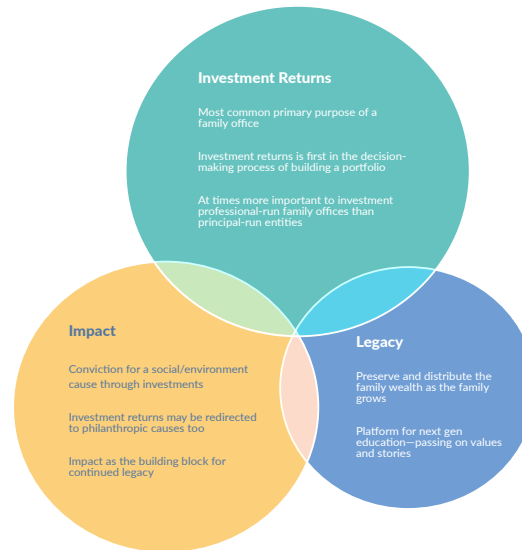 Investment Returns
Most common primary purpose of a
family office
Investment returns is first in the decision-
making process of building a portfolio
At times more important to investment
professional-run family offices than
principal-run entities
Impact
Conviction for a social/environment
cause through investments
Investment returns may be redirected
to philanthropic causes too
Impact as the building block for
continued legacy
Legacy
Preserve and distribute the
family wealth as the family
grows
Platform for next gen
education—passing on values
and stories